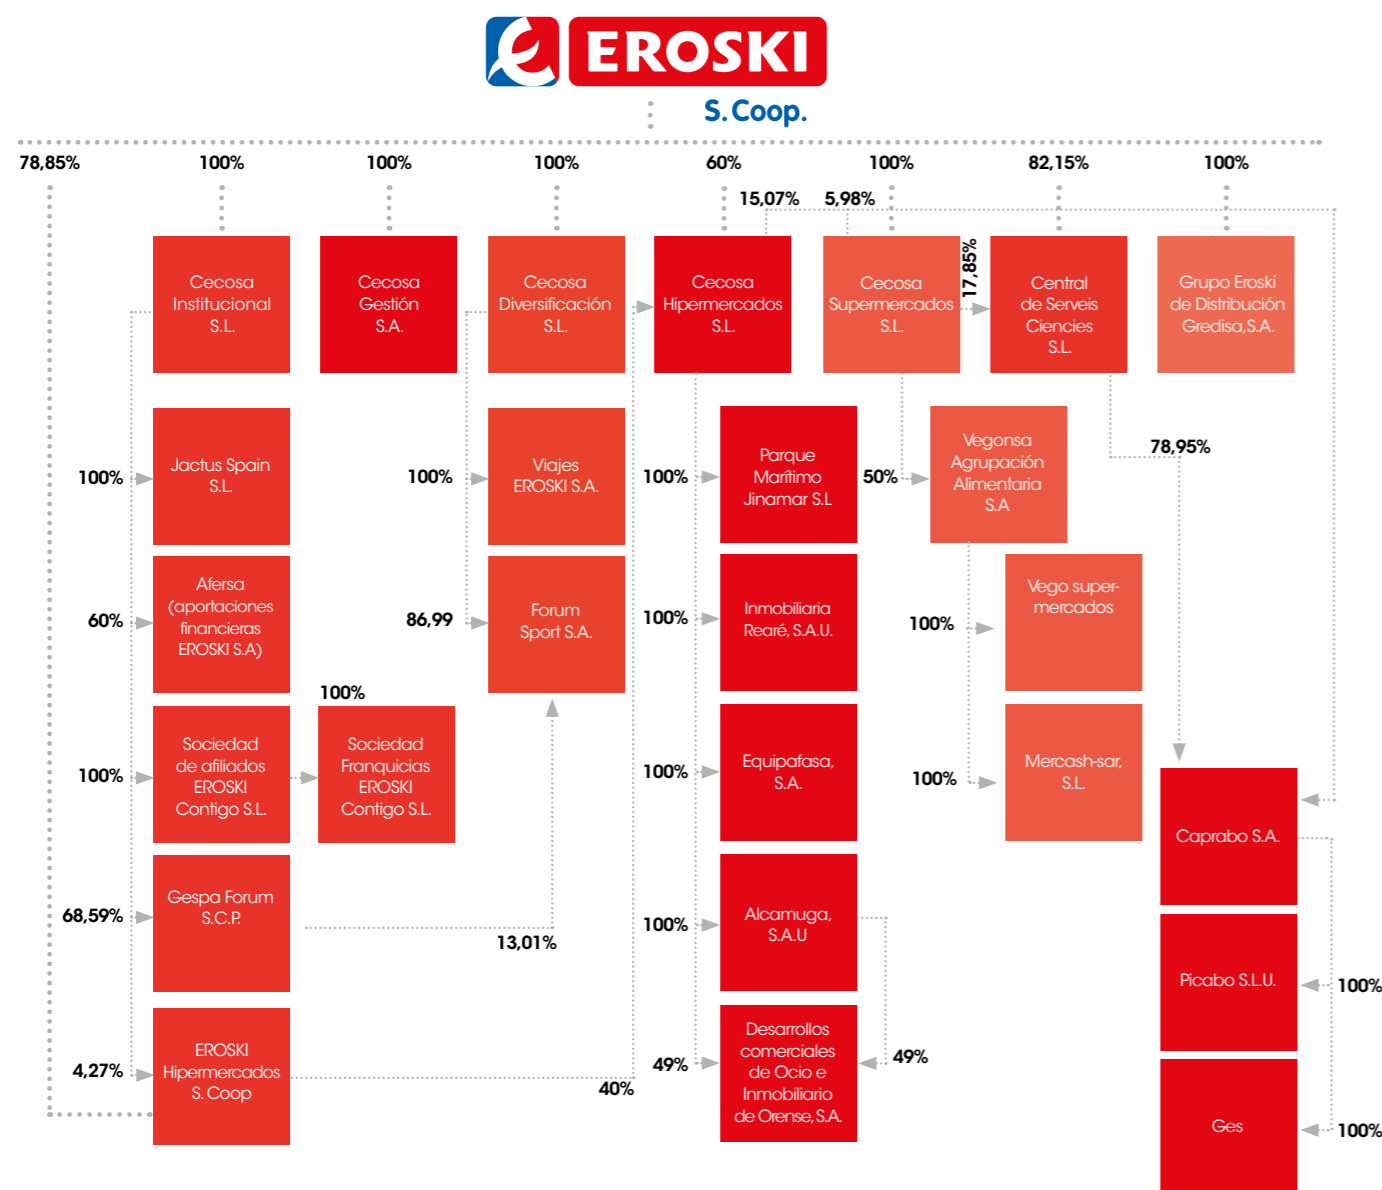 EROSKI
S. Coop.
78,85% 100% 100% 100% 60% 100% 82,15% 100%
15,07% 5,98%
17,85%
Cecosa
Institucional
S.L.
Cecosa
Gestión
S.A.
Cecosa
Diversificación
S.L.
Cecosa
Hipermercados
S.L.
Cecosa
Supermercados
S.L.
Central
de Serveis
Ciencies
S.L.
Grupo Eroski
de Distribución
Gredisa, S.A.
100%
Jactus Spain
S.L.
100%
Viajes
EROSKI S.A.
100%
Parque
Marítimo
Jinamar S.L
50%
Vegonsa
Agrupación
Alimentaria
S.A
78,95%
60%
Afersa
(aportaciones
financieras
EROSKI S.A)
86,99
Forum
Sport S.A.
100%
Inmobiliaria
Rearé, S.A.U.
100%
Vego super-
mercados
100%
Sociedad
de afiliados
EROSKI
Contigo S.L.
100%
Sociedad
Franquicias
EROSKI
Contigo S.L.
100%
Equipafasa,
S.A.
100%
Mercash-sar,
S.L.
Caprabo S.A.
68,59%
Gespa Forum
S.C.P.
13,01%
100%
Alcamuga,
S.A.U
Picabo S.L.U.
100%
4,27%
EROSKI
Hipermercados
S. Coop
40%
49%
Desarrollos
comerciales
de Ocio e
Inmobiliario
de Orense, S.A.
49%
Ges
100%